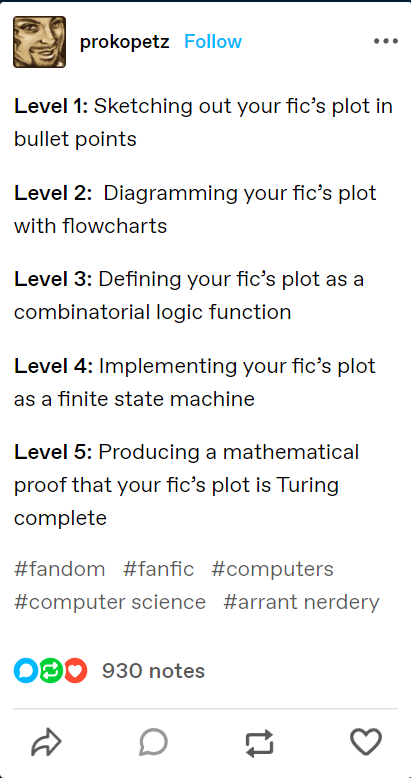 prokopetz Follow
Level 1: Sketching out your fic’s plot in
bullet points
Level 2:  Diagramming your fic’s plot
with flowcharts
Level 3: Defining your fic’s plot as a
combinatorial logic function
Level 4: Implementing your fic’s plot
as a finite state machine
Level 5: Producing a mathematical
proof that your fic’s plot is Turing
complete
#fandom #fanfic #computers
#computer science #arrant nerdery
930 notes